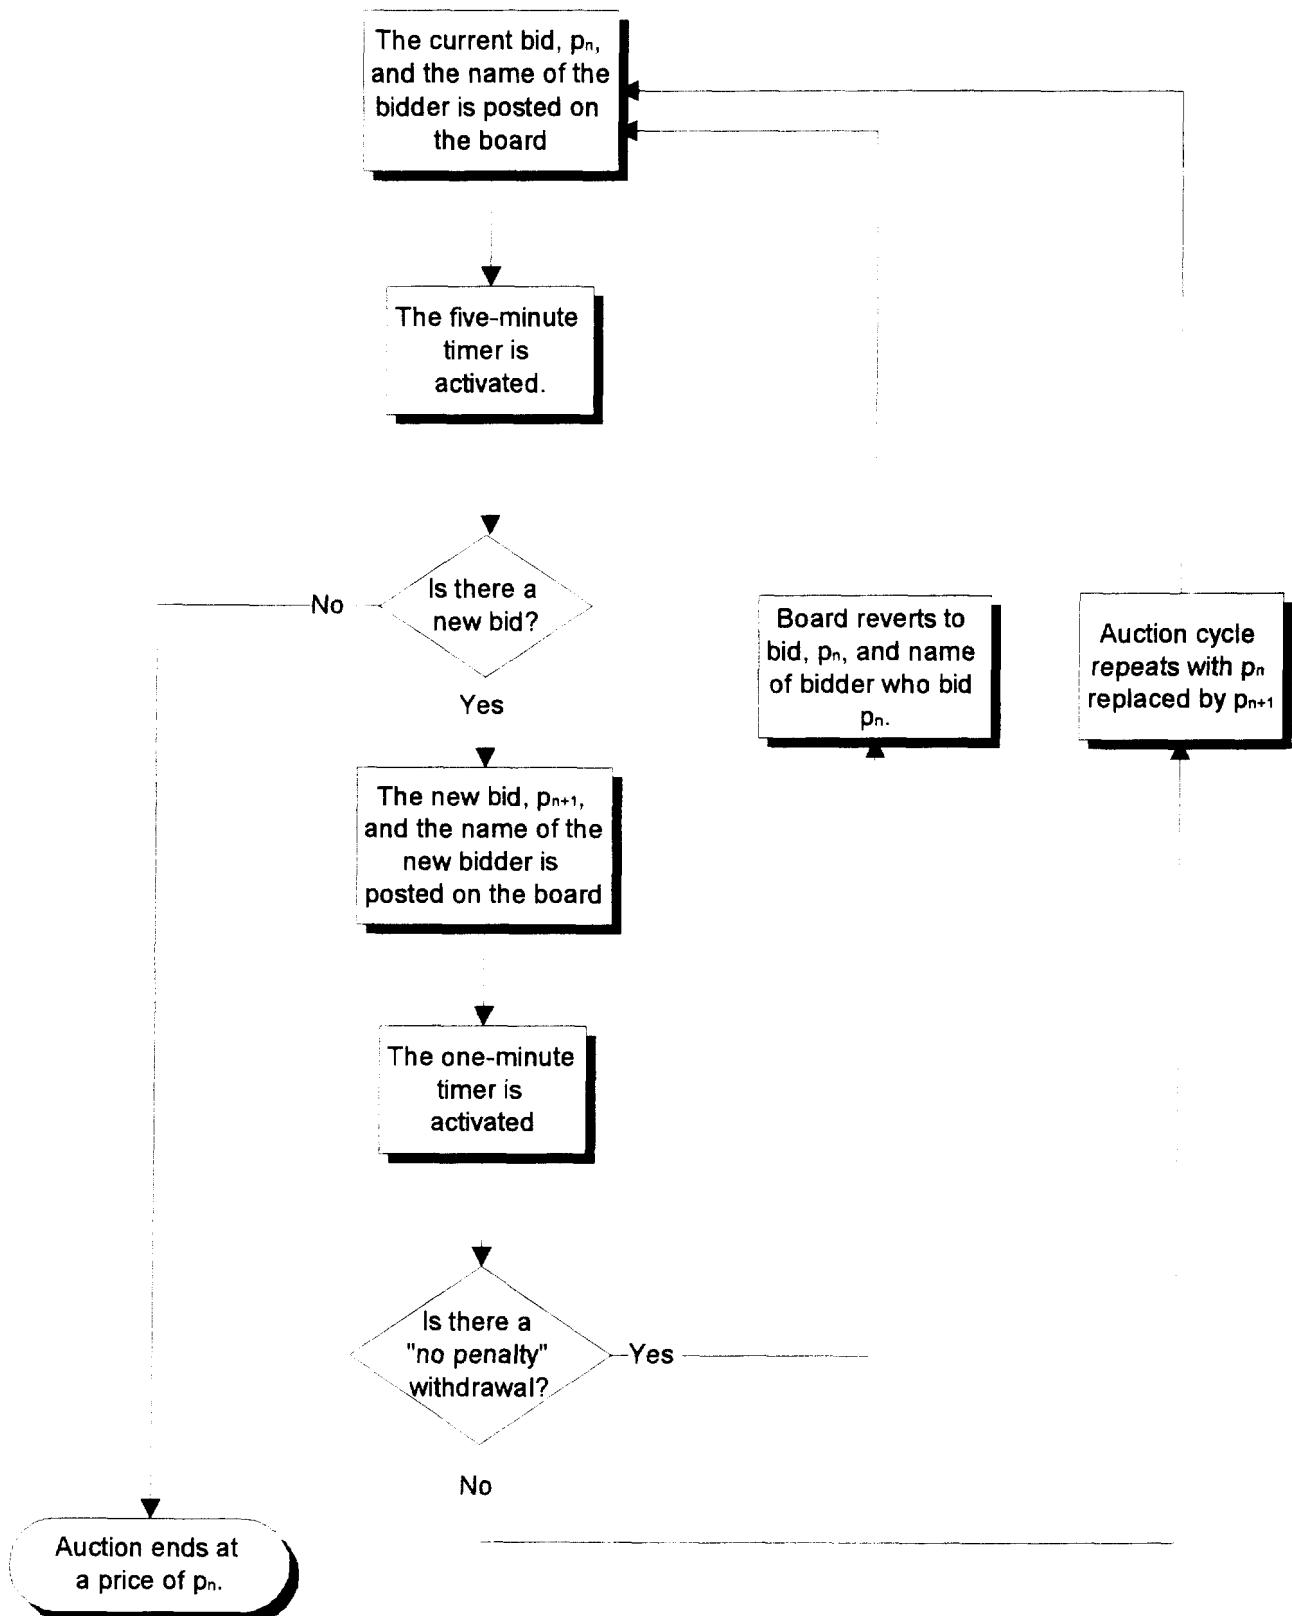 The current bid, pₙ,
and the name of the
bidder is posted on
the board
The five-minute
timer is
activated.
Is there a
new bid?
No
Yes
Board reverts to
bid, pₙ, and name
of bidder who bid
pₙ.
Auction cycle
repeats with pₙ
replaced by pₙ₊₁
The new bid, pₙ₊₁,
and the name of the
new bidder is
posted on the board
The one-minute
timer is
activated
Is there a
"no penalty"
withdrawal?
Yes
No
Auction ends at
a price of pₙ.